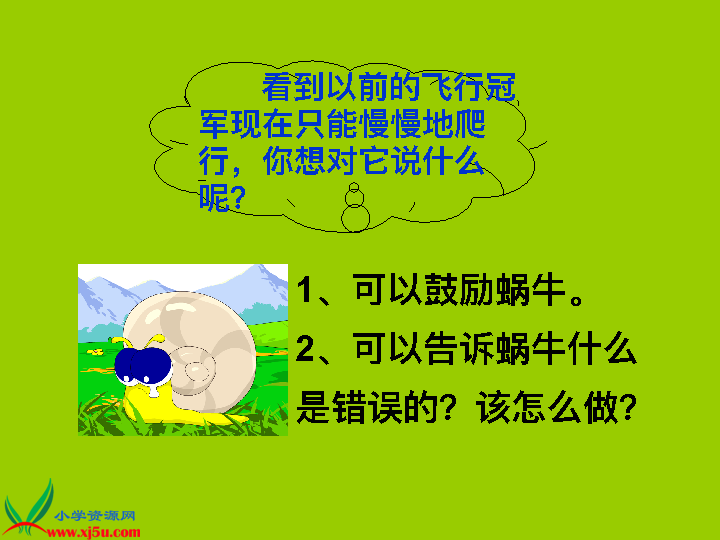 看到以前的飞行冠
军现在只能慢慢地爬
行，你想对它说什么
呢？
1、可以鼓励蜗牛。
2、可以告诉蜗牛什么
是错误的？该怎么做？
小学资源网
www.xj5u.com